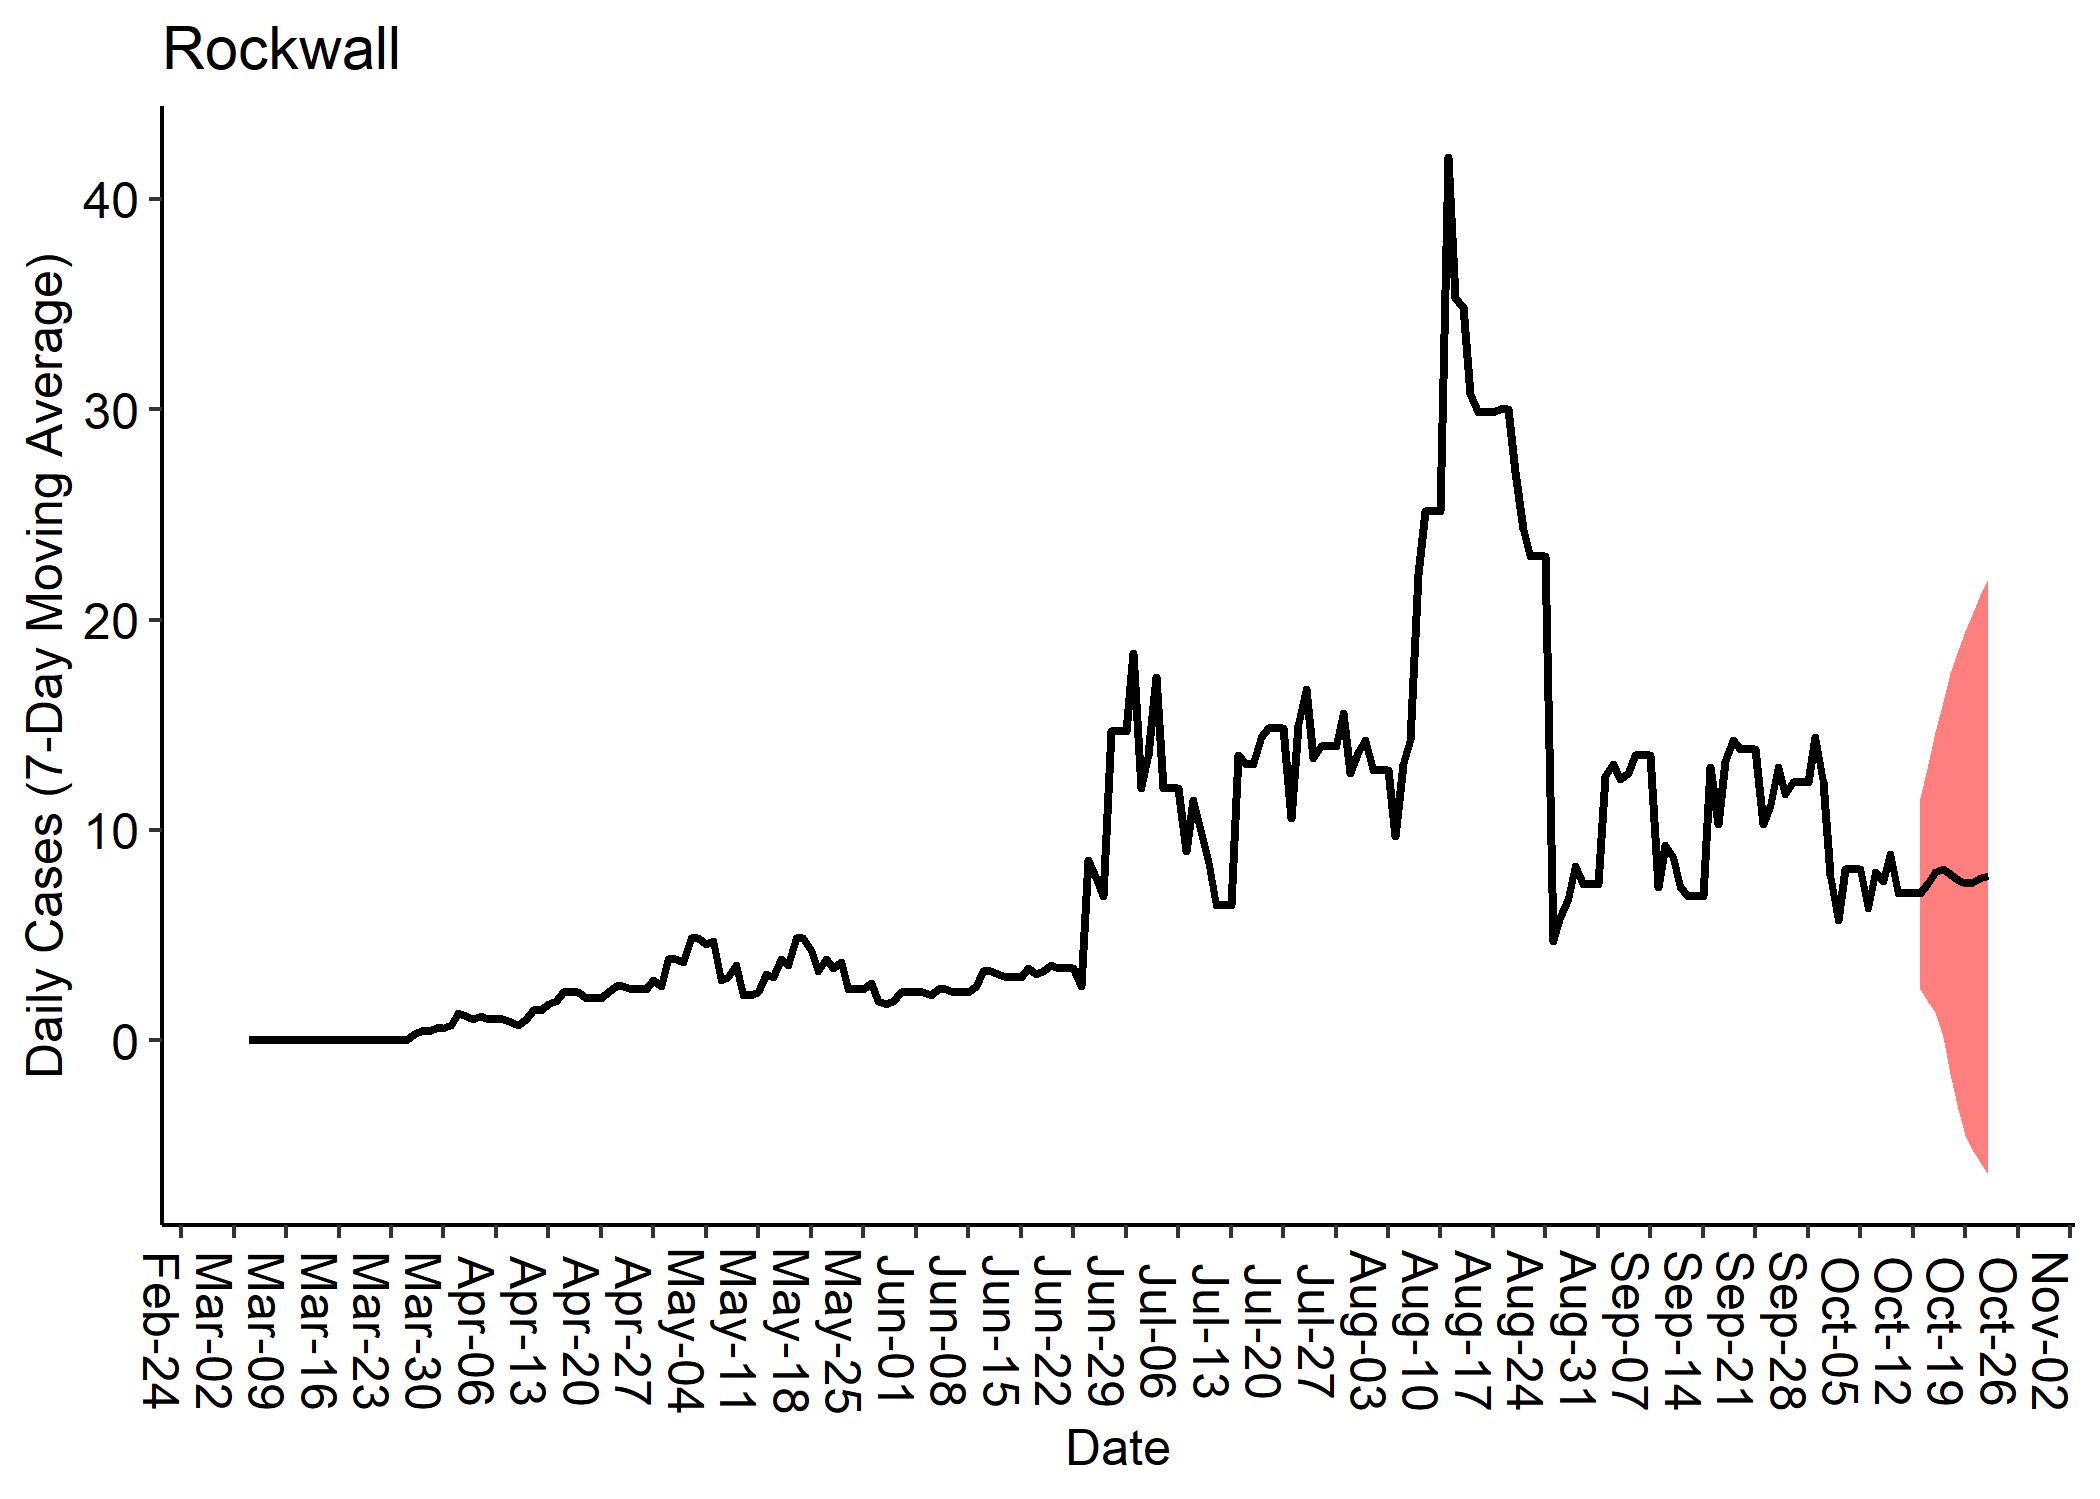 Rockwall
Daily Cases (7-Day Moving Average)
40
30
20
10
0
Feb-24
Mar-02
Mar-09
Mar-16
Mar-23
Mar-30
Apr-06
Apr-13
Apr-20
Apr-27
May-04
May-11
May-18
May-25
Jun-01
Jun-08
Jun-15
Jun-22
Jun-29
Jul-06
Jul-13
Jul-20
Jul-27
Aug-03
Aug-10
Aug-17
Aug-24
Aug-31
Sep-07
Sep-14
Sep-21
Sep-28
Oct-05
Oct-12
Oct-19
Oct-26
Nov-02
Date